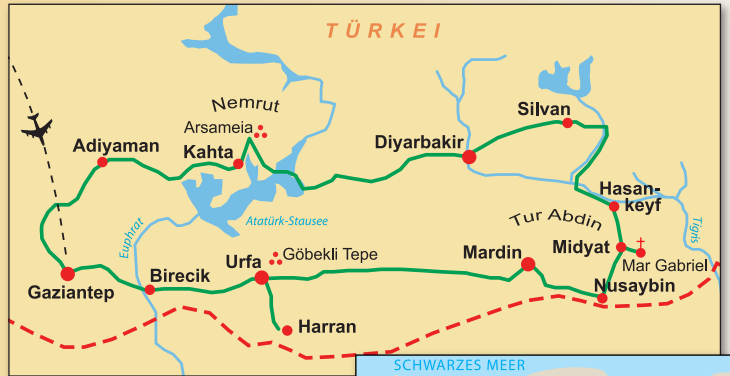 TÜRKEI
Nemrut
Arsameia
Silvan
Adiyaman
Kahta
Diyarbakir
Hasan-
keyf
Euphrat
Atatürk-Stausee
Tur Abdin
Tigris
Midyat
Mar Gabriel
Göbekli Tepe
Urfa
Mardin
Gaziantep
Birecik
Nusaybin
Harran
SCHWARZES MEER